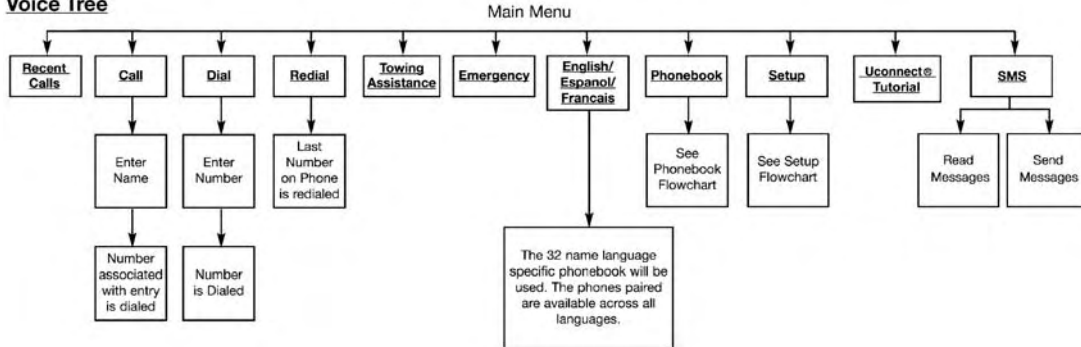 Voice Tree
Main Menu
Recent
Calls
Call
Dial
Redial
Towing
Assistance
Emergency
English/
Espanol/
Francais
Phonebook
Setup
Uconnect®
Tutorial
SMS
Enter
Name
Enter
Number
Last
Number
on Phone
is redialed
See
Phonebook
Flowchart
See Setup
Flowchart
Read
Messages
Send
Messages
Number
associated
with entry
is dialed
Number
is Dialed
The 32 name language
specific phonebook will be
used. The phones paired
are available across all
languages.